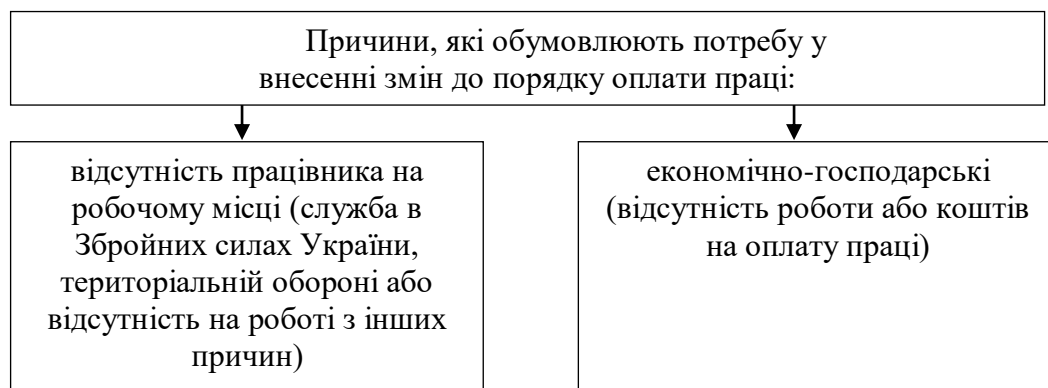 Причини, які обумовлюють потребу у
внесенні змін до порядку оплати праці:
відсутність працівника на
робочому місці (служба в
Збройних силах України,
територіальній обороні або
відсутність на роботі з інших
причин)
економічно-господарські
(відсутність роботи або коштів
на оплату праці)